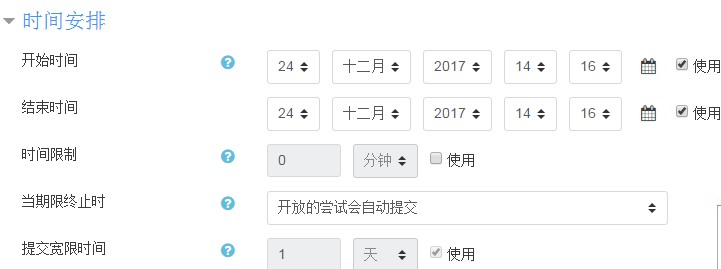 时间安排
开始时间 24 十二月 2017 14 16 使用
结束时间 24 十二月 2017 14 16 使用
时间限制 0 分钟 使用
当期限终止时 开放的尝试会自动提交
提交宽限时间 1 天 使用